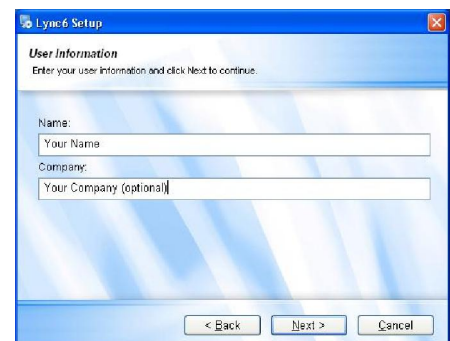 Lync6 Setup
User Information
Enter your user information and click Next to continue.
Name:
Your Name
Company:
Your Company (optional)
< Back Next > Cancel